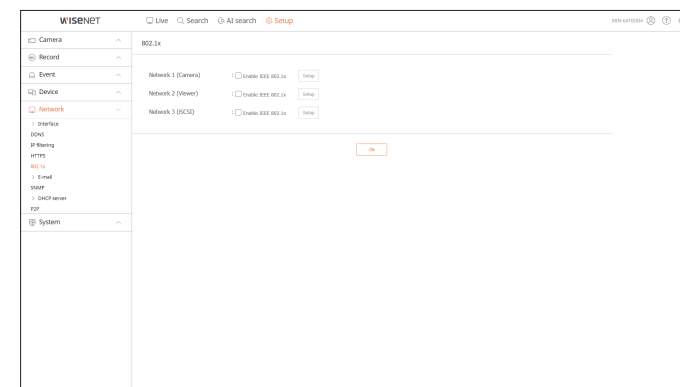 WISENET
Live Search AI search Setup
Camera
Record
Event
Device
Network
> Interface
DDNS
IP filtering
HTTPS
802.1x
> E-mail
SNMP
> DHCP server
P2P
System
802.1x
Network 1 (Camera) : Enable IEEE 802.1x Setup
Network 2 (Viewer) : Enable IEEE 802.1x Setup
Network 3 (iSCSI) : Enable IEEE 802.1x Setup
OK